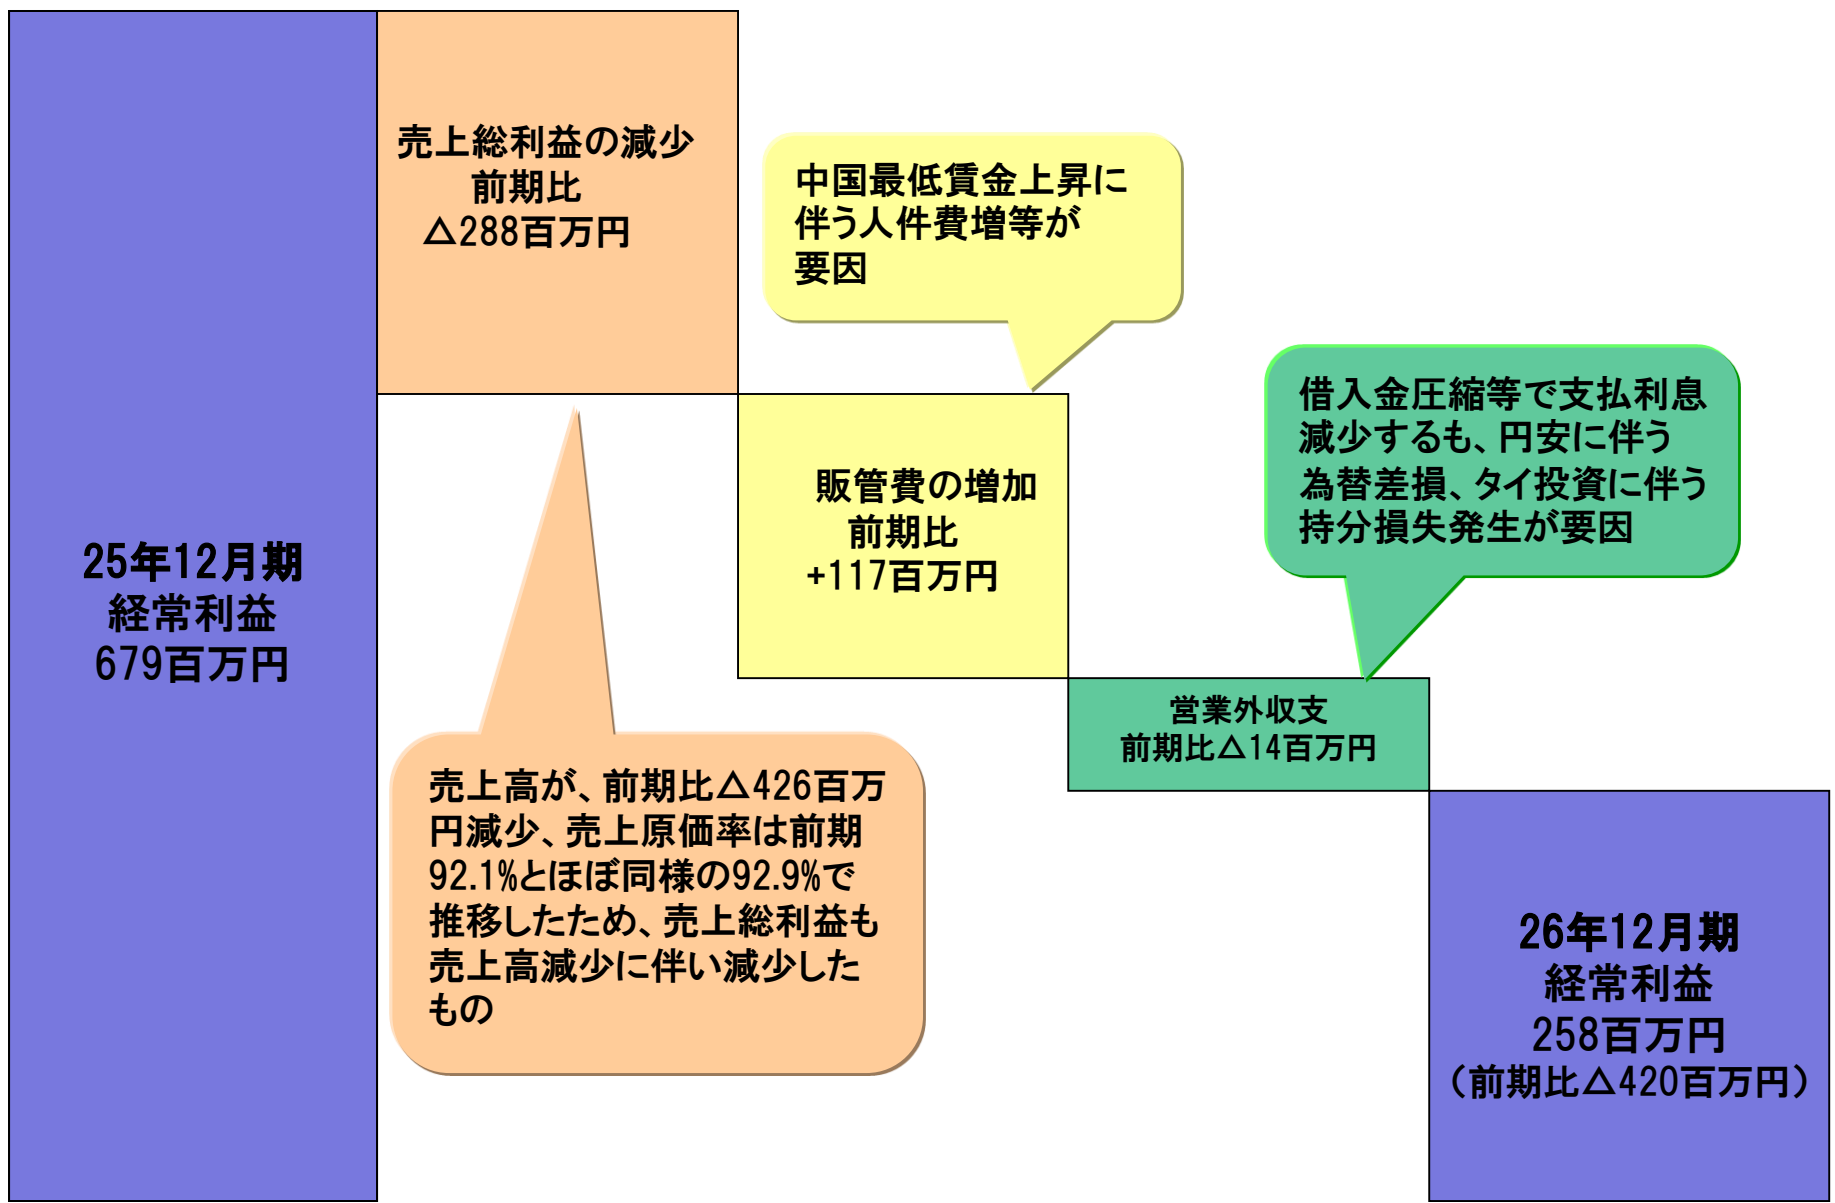 25年12月期
経常利益
679百万円
売上総利益の減少
前期比
△288百万円
売上高が、前期比△426百万
円減少、売上原価率は前期
92.1%とほぼ同様の92.9%で
推移したため、売上総利益も
売上高減少に伴い減少した
もの
中国最低賃金上昇に
伴う人件費増等が
要因
販管費の増加
前期比
+117百万円
借入金圧縮等で支払利息
減少するも、円安に伴う
為替差損、タイ投資に伴う
持分損失発生が要因
営業外収支
前期比△14百万円
26年12月期
経常利益
258百万円
（前期比△420百万円）